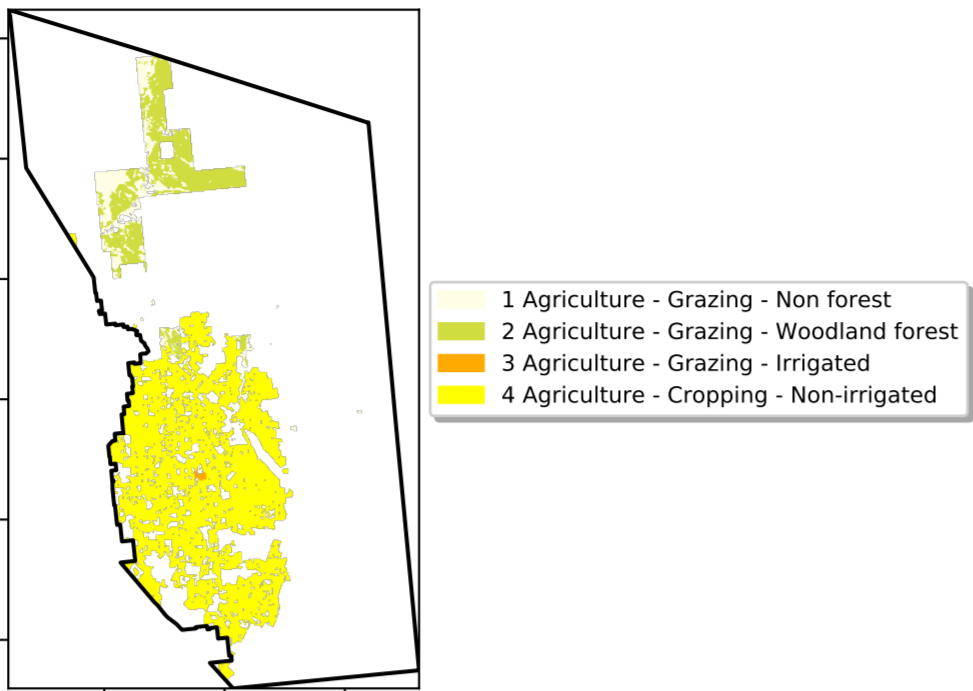 1 Agriculture - Grazing - Non forest
2 Agriculture - Grazing - Woodland forest
3 Agriculture - Grazing - Irrigated
4 Agriculture - Cropping - Non-irrigated